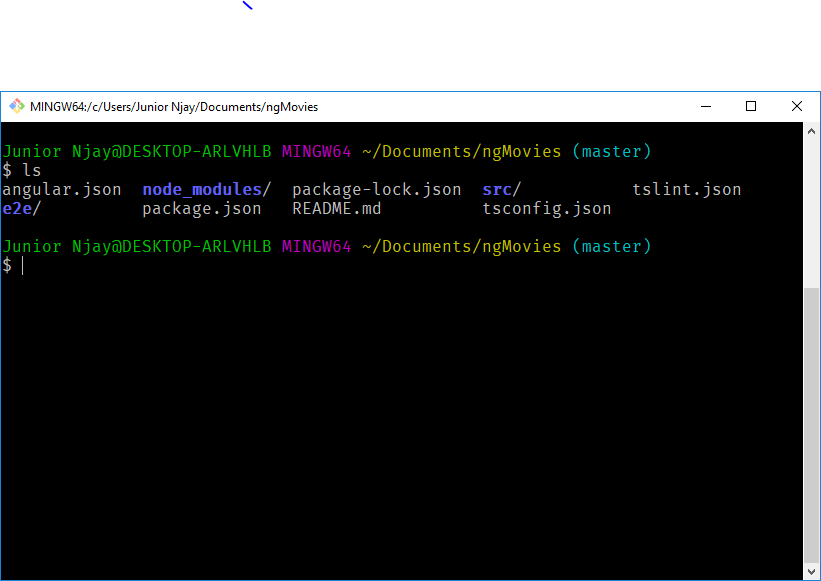 MINGW64:/c/Users/Junior Njay/Documents/ngMovies
Junior Njay@DESKTOP-ARLVHLB MINGW64 ~/Documents/ngMovies (master)
$ ls
angular.json  node_modules/  package-lock.json  src/           tslint.json
e2e/          package.json   README.md          tsconfig.json
Junior Njay@DESKTOP-ARLVHLB MINGW64 ~/Documents/ngMovies (master)
$